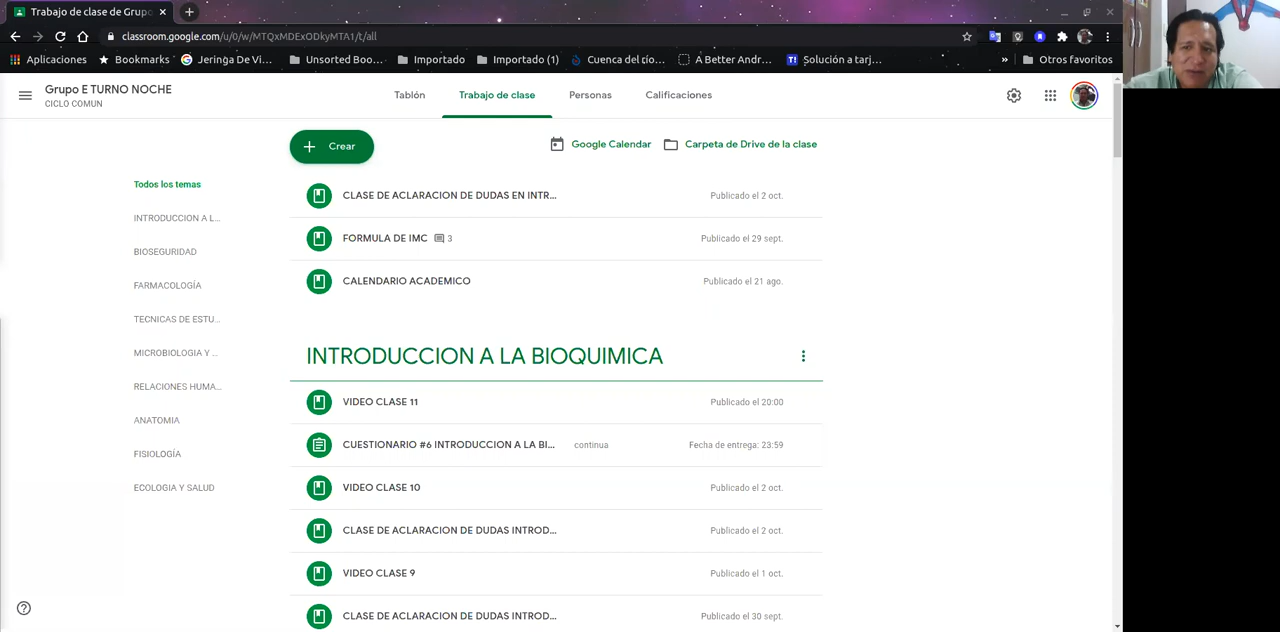 Trabajo de clase de Grupo
classroom.google.com/u/0/w/MTQxMDExODkyMTA1/t/all
Aplicaciones Bookmarks Jeringa De Vi... Unsorted Boo... Importado Importado (1) Cuenca del río... A Better Andr... Solución a tarj... » Otros favoritos
Grupo E TURNO NOCHE
CICLO COMUN
Tablón Trabajo de clase Personas Calificaciones
Crear
Google Calendar Carpeta de Drive de la clase
Todos los temas
INTRODUCCION A L...
BIOSEGURIDAD
FARMACOLOGÍA
TECNICAS DE ESTU...
MICROBIOLOGIA Y ...
RELACIONES HUMA...
ANATOMIA
FISIOLOGÍA
ECOLOGIA Y SALUD
CLASE DE ACLARACION DE DUDAS EN INTR... Publicado el 2 oct.
FORMULA DE IMC 3 Publicado el 29 sept.
CALENDARIO ACADEMICO Publicado el 21 ago.
INTRODUCCION A LA BIOQUIMICA
VIDEO CLASE 11 Publicado el 20:00
CUESTIONARIO #6 INTRODUCCION A LA BI... continua Fecha de entrega: 23:59
VIDEO CLASE 10 Publicado el 2 oct.
CLASE DE ACLARACION DE DUDAS INTROD... Publicado el 2 oct.
VIDEO CLASE 9 Publicado el 1 oct.
CLASE DE ACLARACION DE DUDAS INTROD... Publicado el 30 sept.